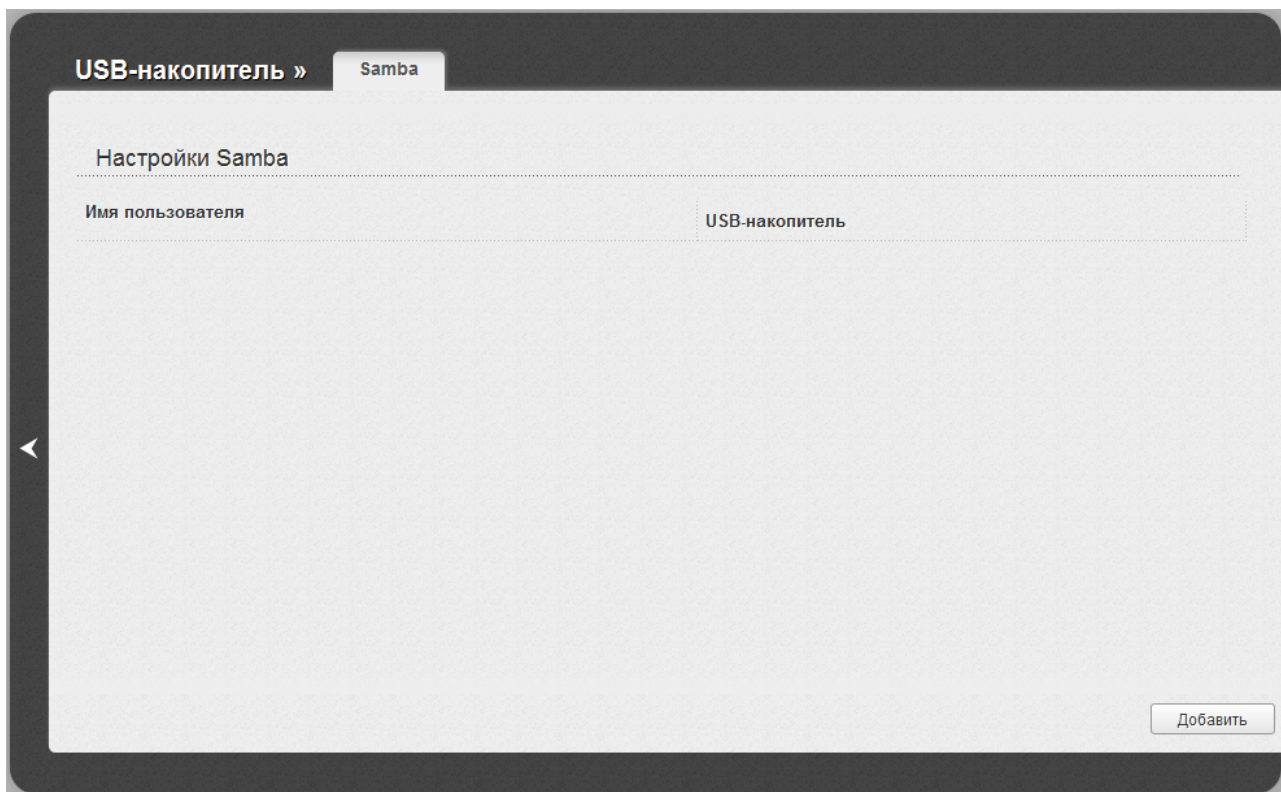 USB-накопитель »
Samba
Настройки Samba
Имя пользователя
USB-накопитель
Добавить